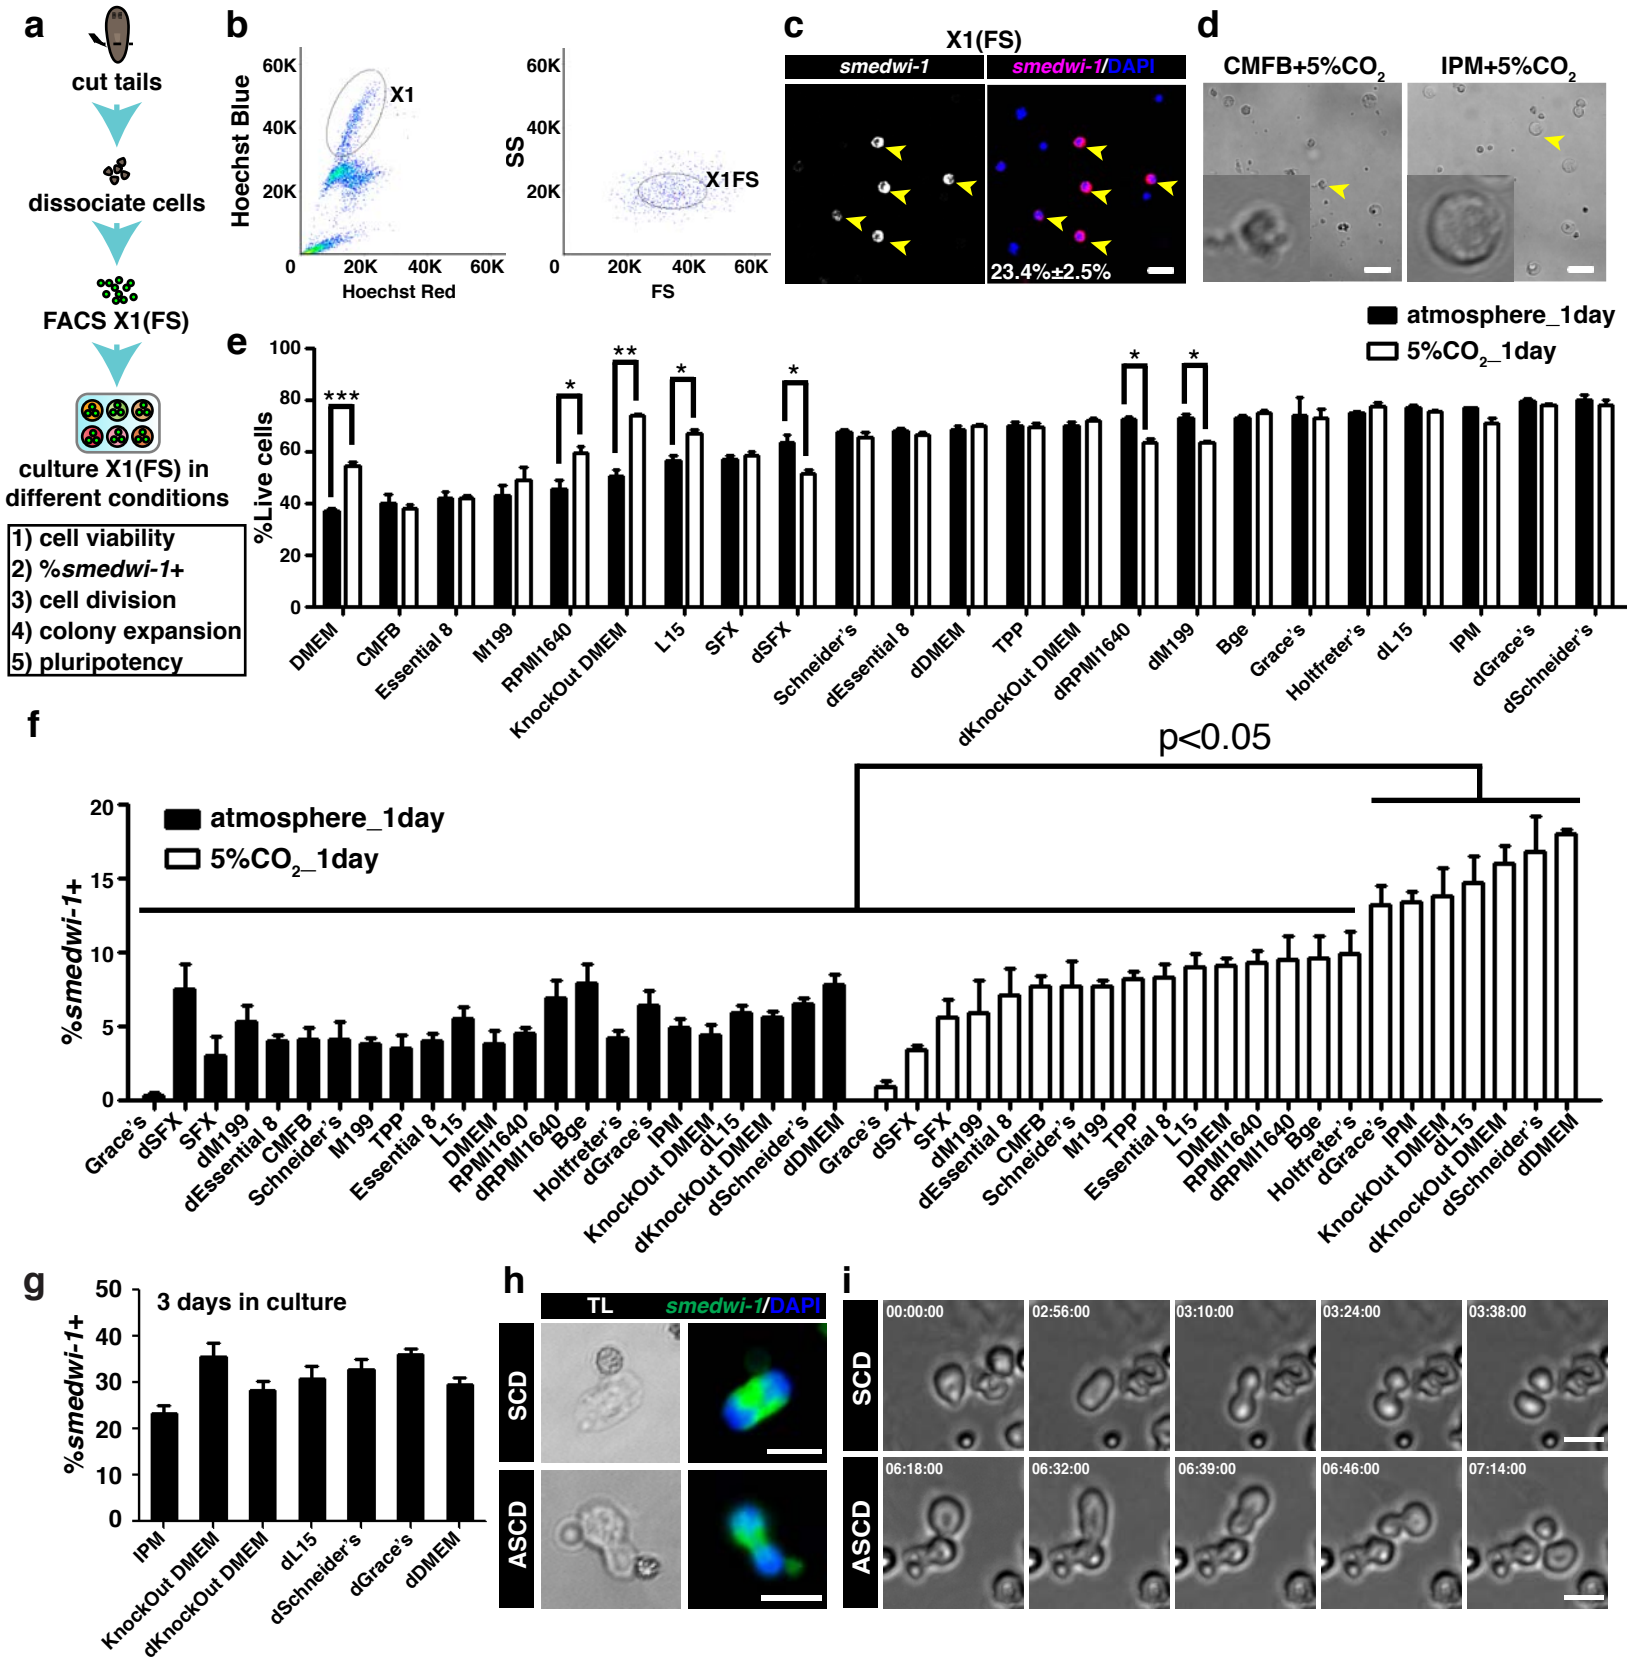 a
cut tails
dissociate cells
FACS X1(FS)
culture X1(FS) in
different conditions
1) cell viability
2) %smedwi-1+
3) cell division
4) colony expansion
5) pluripotency
b
Hoechst Blue
60K
40K
20K
0 20K 40K 60K
Hoechst Red
X1
SS
60K
40K
20K
0 20K 40K 60K
FS
X1FS
c
X1(FS)
smedwi-1
smedwi-1/DAPI
23.4%±2.5%
d
CMFB+5%CO2
IPM+5%CO2
e
atmosphere_1day
5%CO2_1day
%Live cells
100
80
60
40
20
0
***
*
**
*
*
*
*
DMEM
CMFB
Essential 8
M199
RPMI1640
KnockOut DMEM
L15
SFX
dSFX
Schneider's
dEssential 8
dDMEM
TPP
dKnockOut DMEM
dRPMI1640
dM199
Bge
Grace's
Holtfreter's
dL15
IPM
dGrace's
dSchneider's
f
p<0.05
atmosphere_1day
5%CO2_1day
%smedwi-1+
20
15
10
5
0
Grace's
dSFX
SFX
dM199
dEssential 8
CMFB
Schneider's
M199
TPP
Essential 8
L15
DMEM
RPMI1640
dRPMI1640
Bge
Holtfreter's
dGrace's
IPM
KnockOut DMEM
dL15
dKnockOut DMEM
dSchneider's
dDMEM
Grace's
dSFX
SFX
dM199
dEssential 8
CMFB
Schneider's
M199
TPP
Essential 8
L15
DMEM
RPMI1640
dRPMI1640
Bge
Holtfreter's
dGrace's
IPM
KnockOut DMEM
dL15
dKnockOut DMEM
dSchneider's
dDMEM
g
3 days in culture
%smedwi-1+
50
40
30
20
10
0
IPM
KnockOut DMEM
dKnockOut DMEM
dL15
dSchneider's
dGrace's
dDMEM
h
TL
smedwi-1/DAPI
SCD
ASCD
i
SCD
00:00:00
02:56:00
03:10:00
03:24:00
03:38:00
ASCD
06:18:00
06:32:00
06:39:00
06:46:00
07:14:00